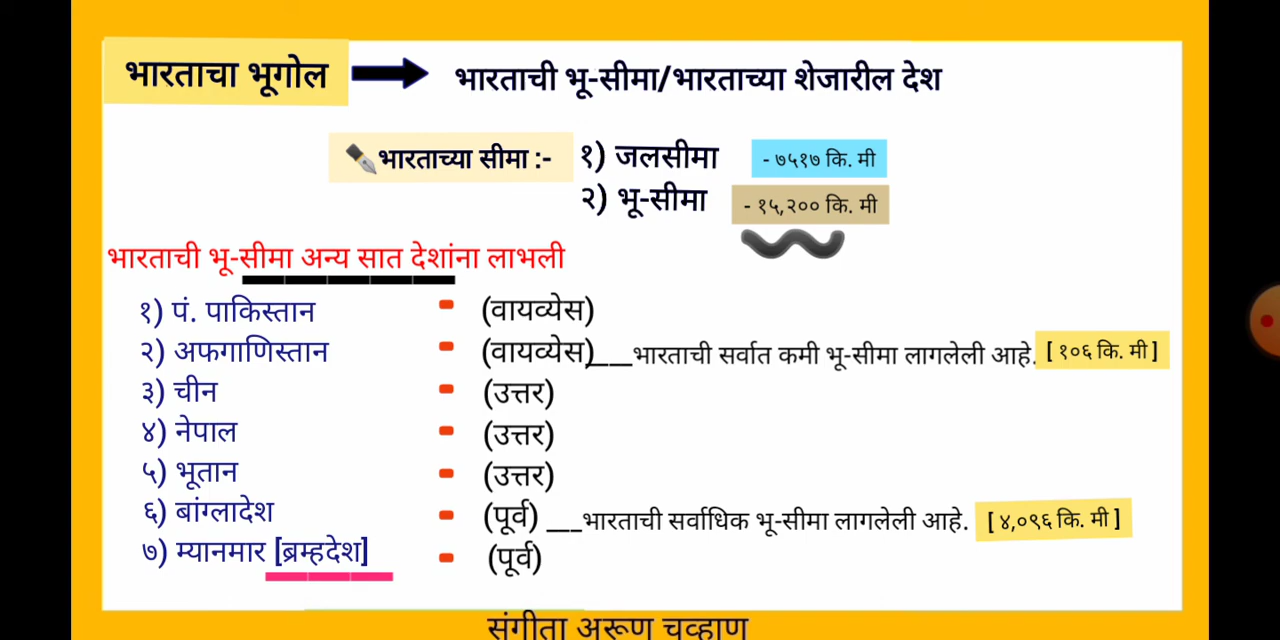 भारताचा भूगोल भारताची भू-सीमा/भारताच्या शेजारील देश
भारताच्या सीमा :- १) जलसीमा - ७५१७ कि. मी
२) भू-सीमा - १५,२०० कि. मी
भारताची भू-सीमा अन्य सात देशांना लाभली
१) पं. पाकिस्तान - (वायव्येस)
२) अफगाणिस्तान - (वायव्येस)___भारताची सर्वात कमी भू-सीमा लागलेली आहे. [ १०६ कि. मी ]
३) चीन - (उत्तर)
४) नेपाल - (उत्तर)
५) भूतान - (उत्तर)
६) बांग्लादेश - (पूर्व) __भारताची सर्वाधिक भू-सीमा लागलेली आहे. [ ४,०९६ कि. मी ]
७) म्यानमार [ब्रम्हदेश] - (पूर्व)
संगीता अरूण चव्हाण